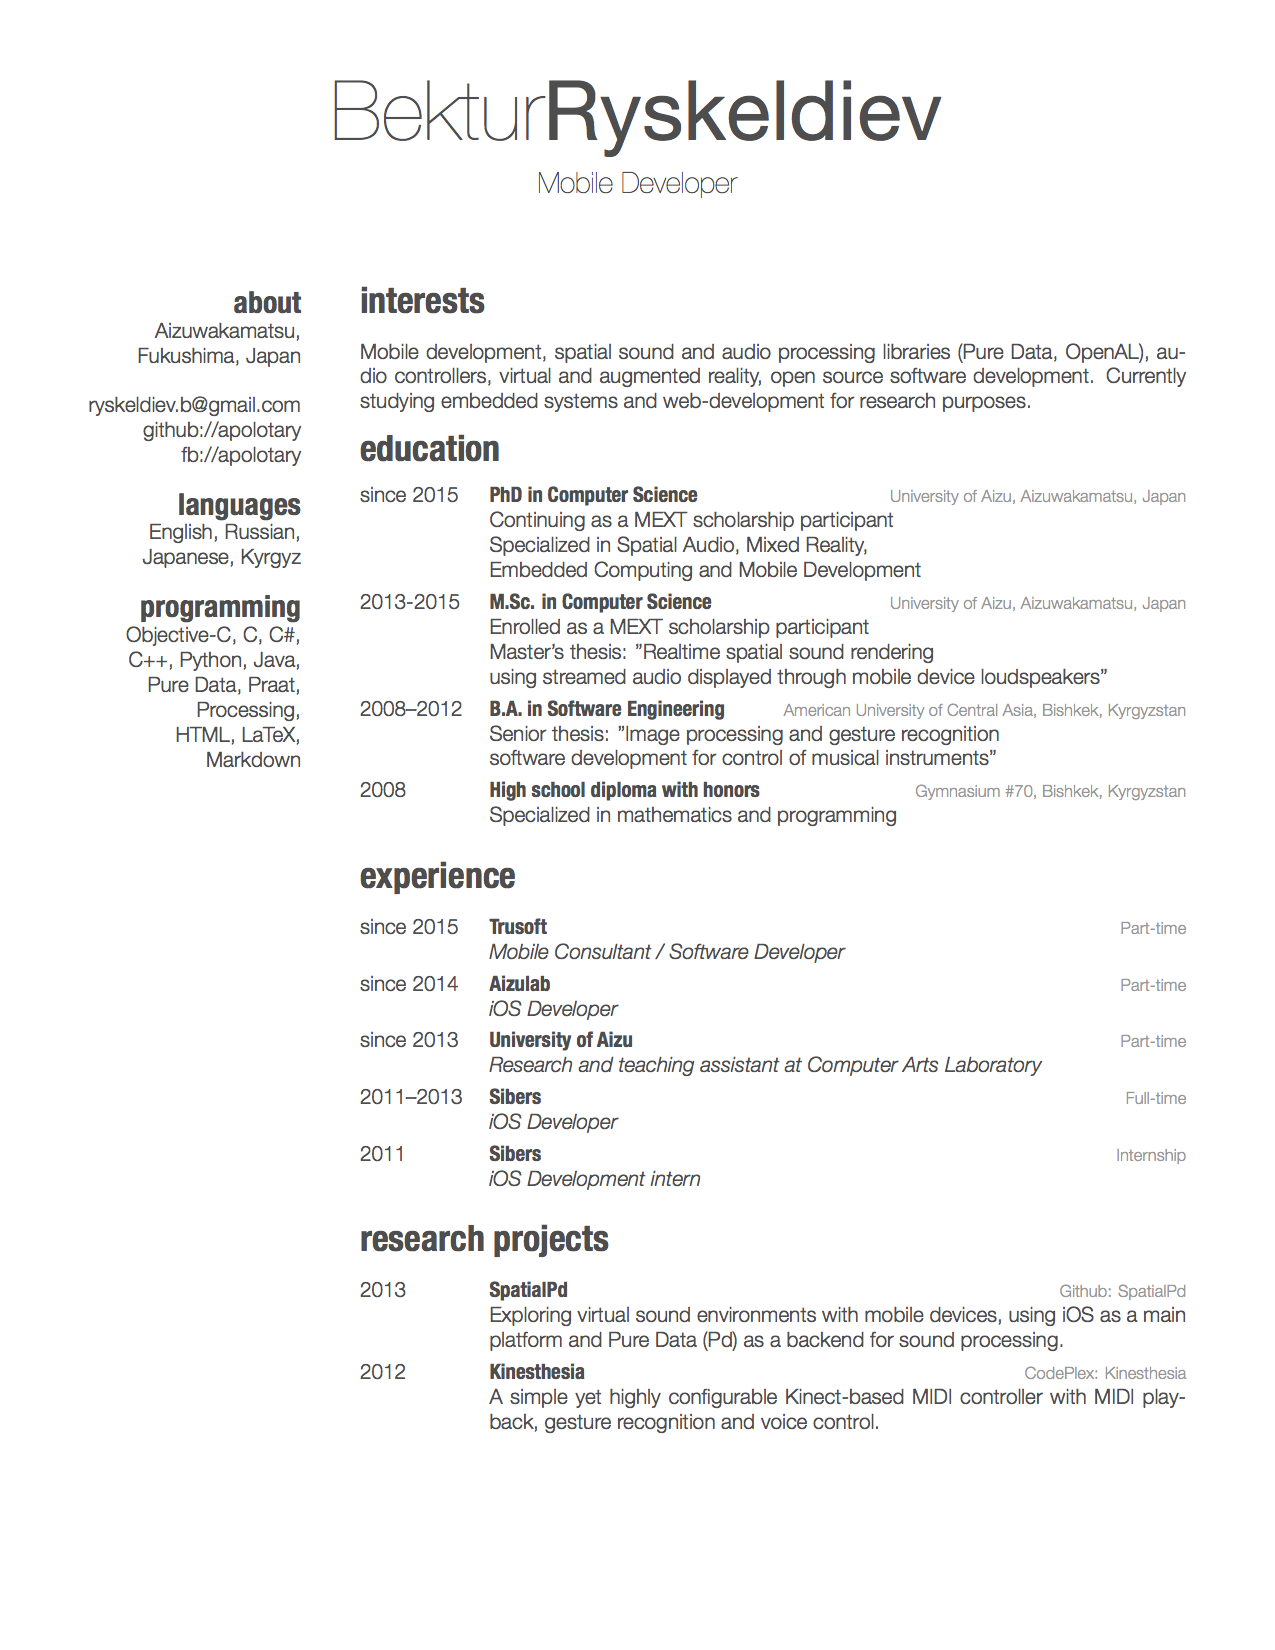 BekturRyskeldiev
Mobile Developer
about
Aizuwakamatsu,
Fukushima, Japan
ryskeldiev.b@gmail.com
github://apolotary
fb://apolotary
languages
English, Russian,
Japanese, Kyrgyz
programming
Objective-C, C, C#,
C++, Python, Java,
Pure Data, Praat,
Processing,
HTML, LaTeX,
Markdown
interests
Mobile development, spatial sound and audio processing libraries (Pure Data, OpenAL), au-
dio controllers, virtual and augmented reality, open source software development. Currently
studying embedded systems and web-development for research purposes.
education
since 2015 PhD in Computer Science University of Aizu, Aizuwakamatsu, Japan
Continuing as a MEXT scholarship participant
Specialized in Spatial Audio, Mixed Reality,
Embedded Computing and Mobile Development
2013-2015 M.Sc. in Computer Science University of Aizu, Aizuwakamatsu, Japan
Enrolled as a MEXT scholarship participant
Master's thesis: ”Realtime spatial sound rendering
using streamed audio displayed through mobile device loudspeakers”
2008–2012 B.A. in Software Engineering American University of Central Asia, Bishkek, Kyrgyzstan
Senior thesis: ”Image processing and gesture recognition
software development for control of musical instruments”
2008 High school diploma with honors Gymnasium #70, Bishkek, Kyrgyzstan
Specialized in mathematics and programming
experience
since 2015 Trusoft Part-time
Mobile Consultant / Software Developer
since 2014 Aizulab Part-time
iOS Developer
since 2013 University of Aizu Part-time
Research and teaching assistant at Computer Arts Laboratory
2011–2013 Sibers Full-time
iOS Developer
2011 Sibers Internship
iOS Development intern
research projects
2013 SpatialPd Github: SpatialPd
Exploring virtual sound environments with mobile devices, using iOS as a main
platform and Pure Data (Pd) as a backend for sound processing.
2012 Kinesthesia CodePlex: Kinesthesia
A simple yet highly configurable Kinect-based MIDI controller with MIDI play-
back, gesture recognition and voice control.